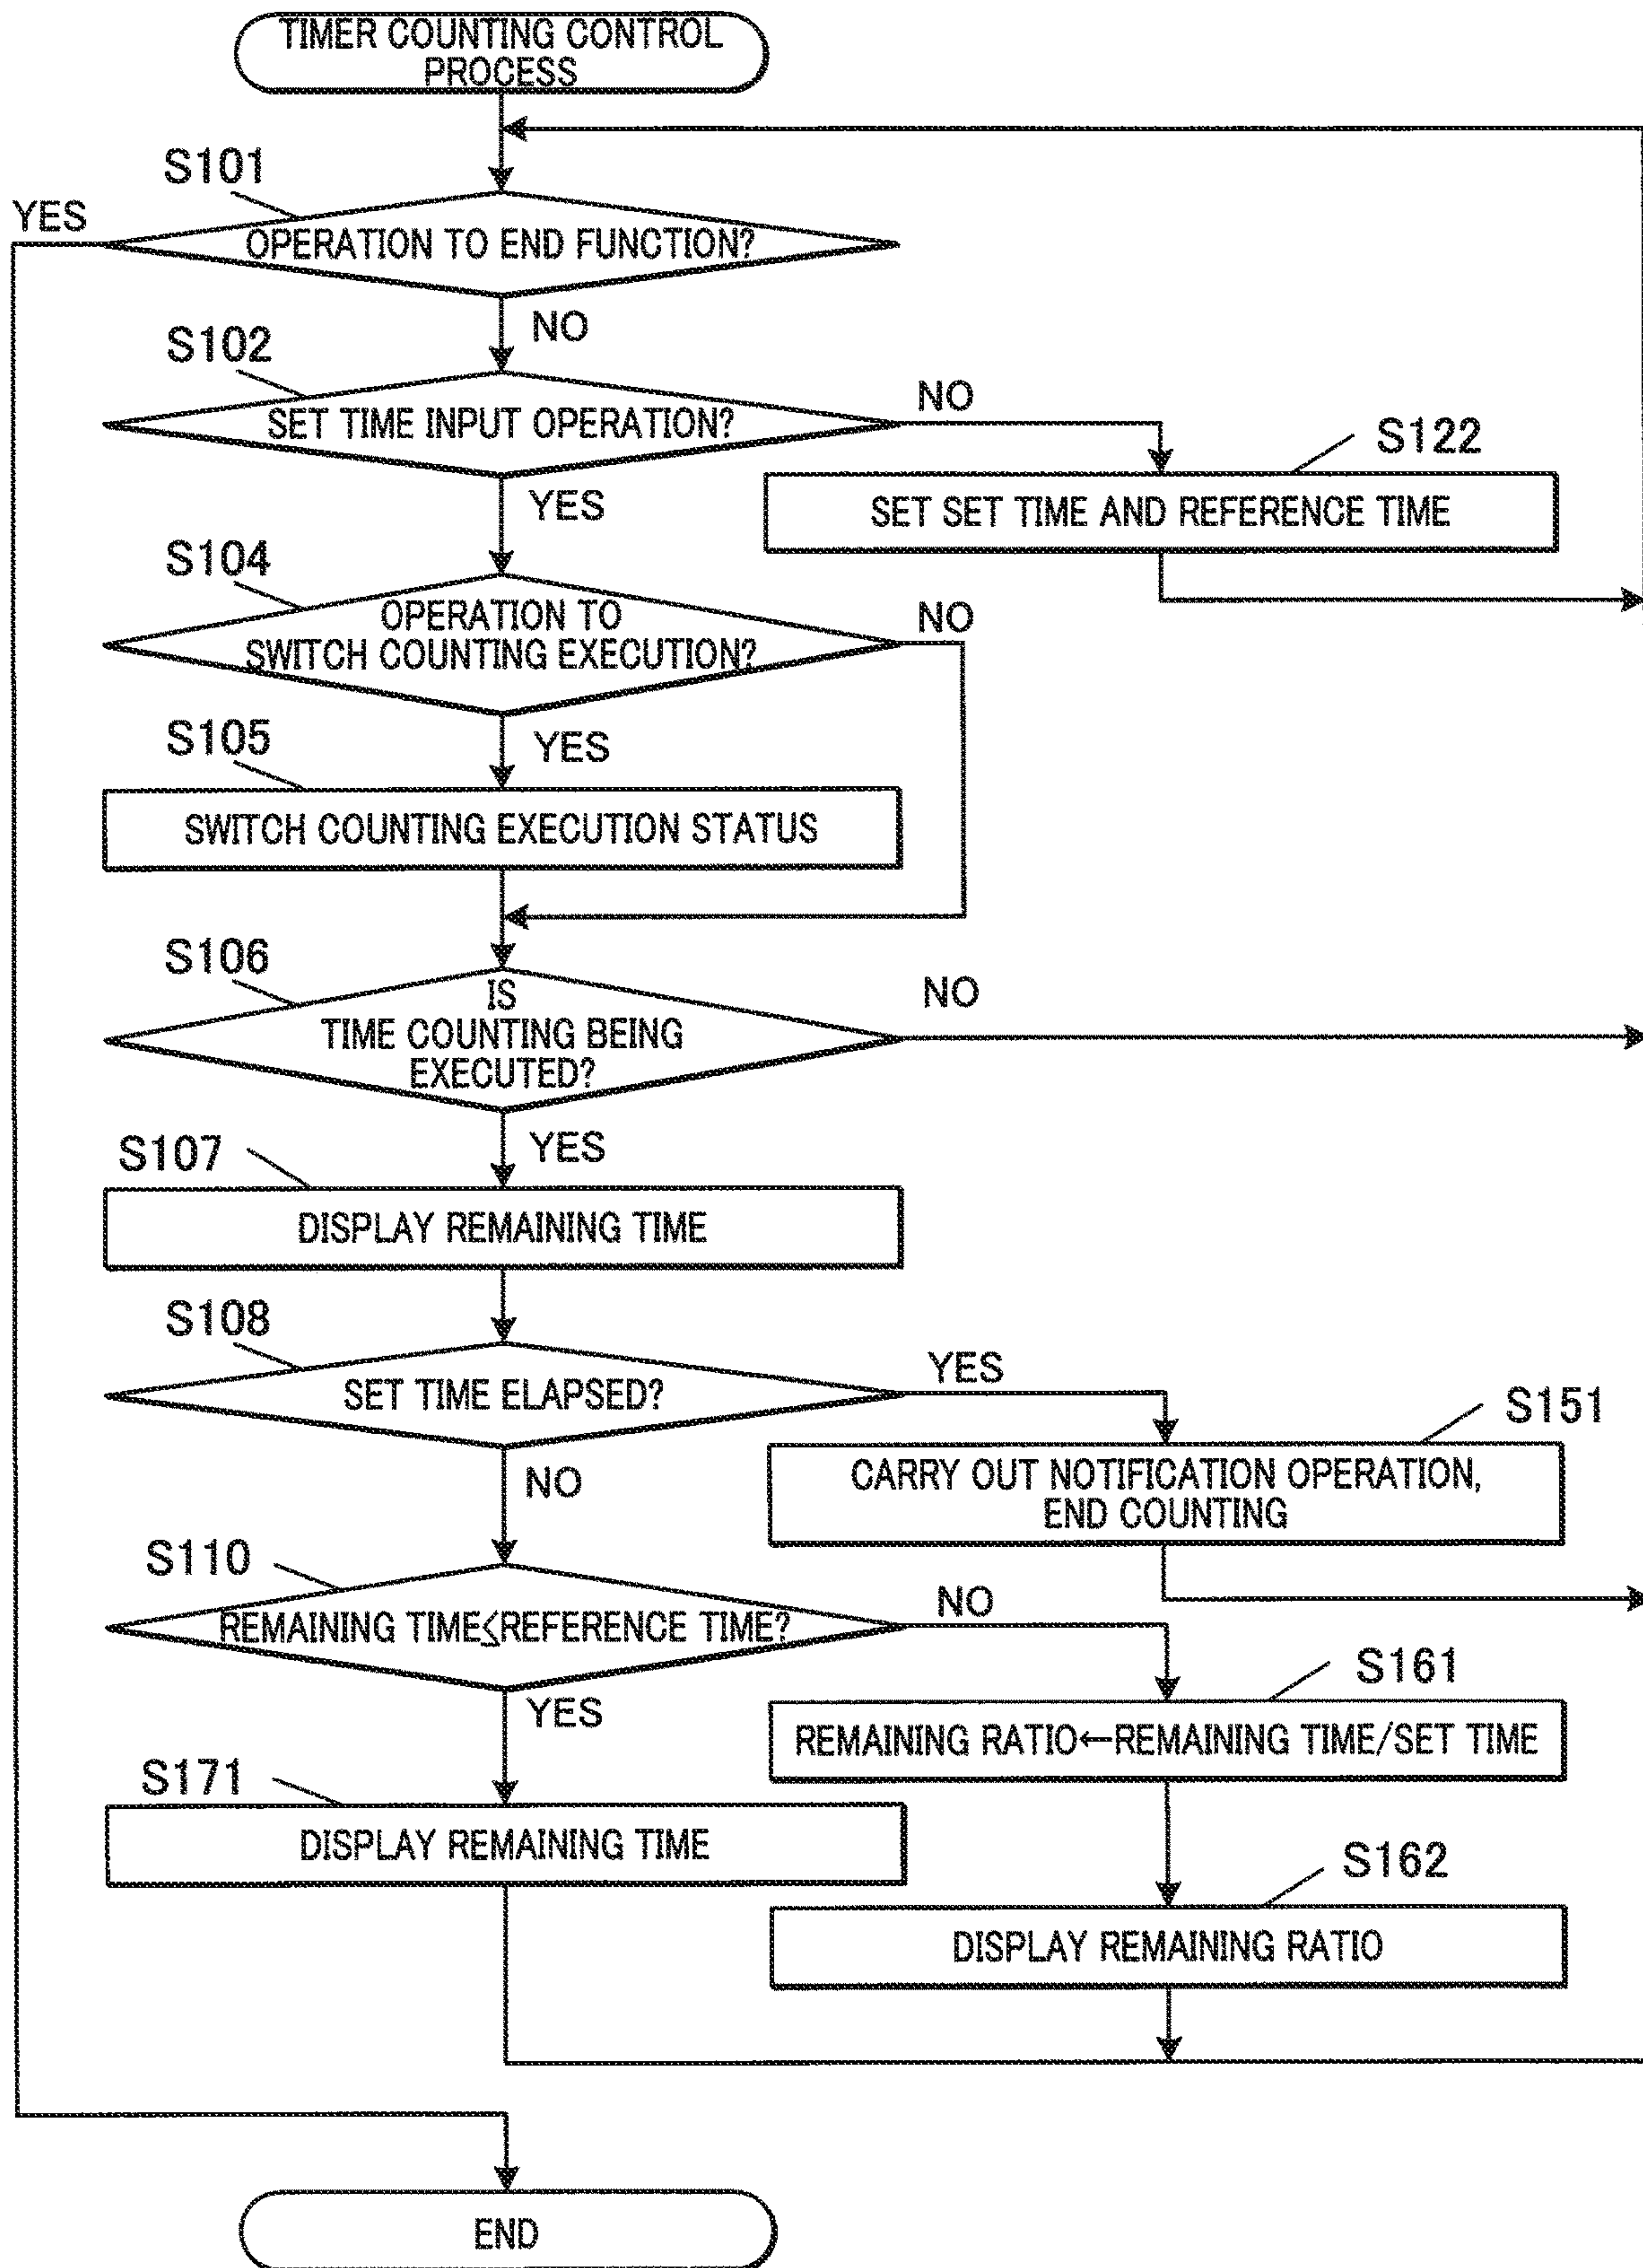 TIMER COUNTING CONTROL
PROCESS
S101
YES
OPERATION TO END FUNCTION?
NO
S102
SET TIME INPUT OPERATION?
NO
S122
SET SET TIME AND REFERENCE TIME
YES
S104
OPERATION TO
SWITCH COUNTING EXECUTION?
NO
YES
S105
SWITCH COUNTING EXECUTION STATUS
S106
IS
TIME COUNTING BEING
EXECUTED?
NO
YES
S107
DISPLAY REMAINING TIME
S108
SET TIME ELAPSED?
YES
S151
CARRY OUT NOTIFICATION OPERATION,
END COUNTING
NO
S110
REMAINING TIME≤REFERENCE TIME?
NO
S161
REMAINING RATIO←REMAINING TIME/SET TIME
YES
S171
DISPLAY REMAINING TIME
S162
DISPLAY REMAINING RATIO
END